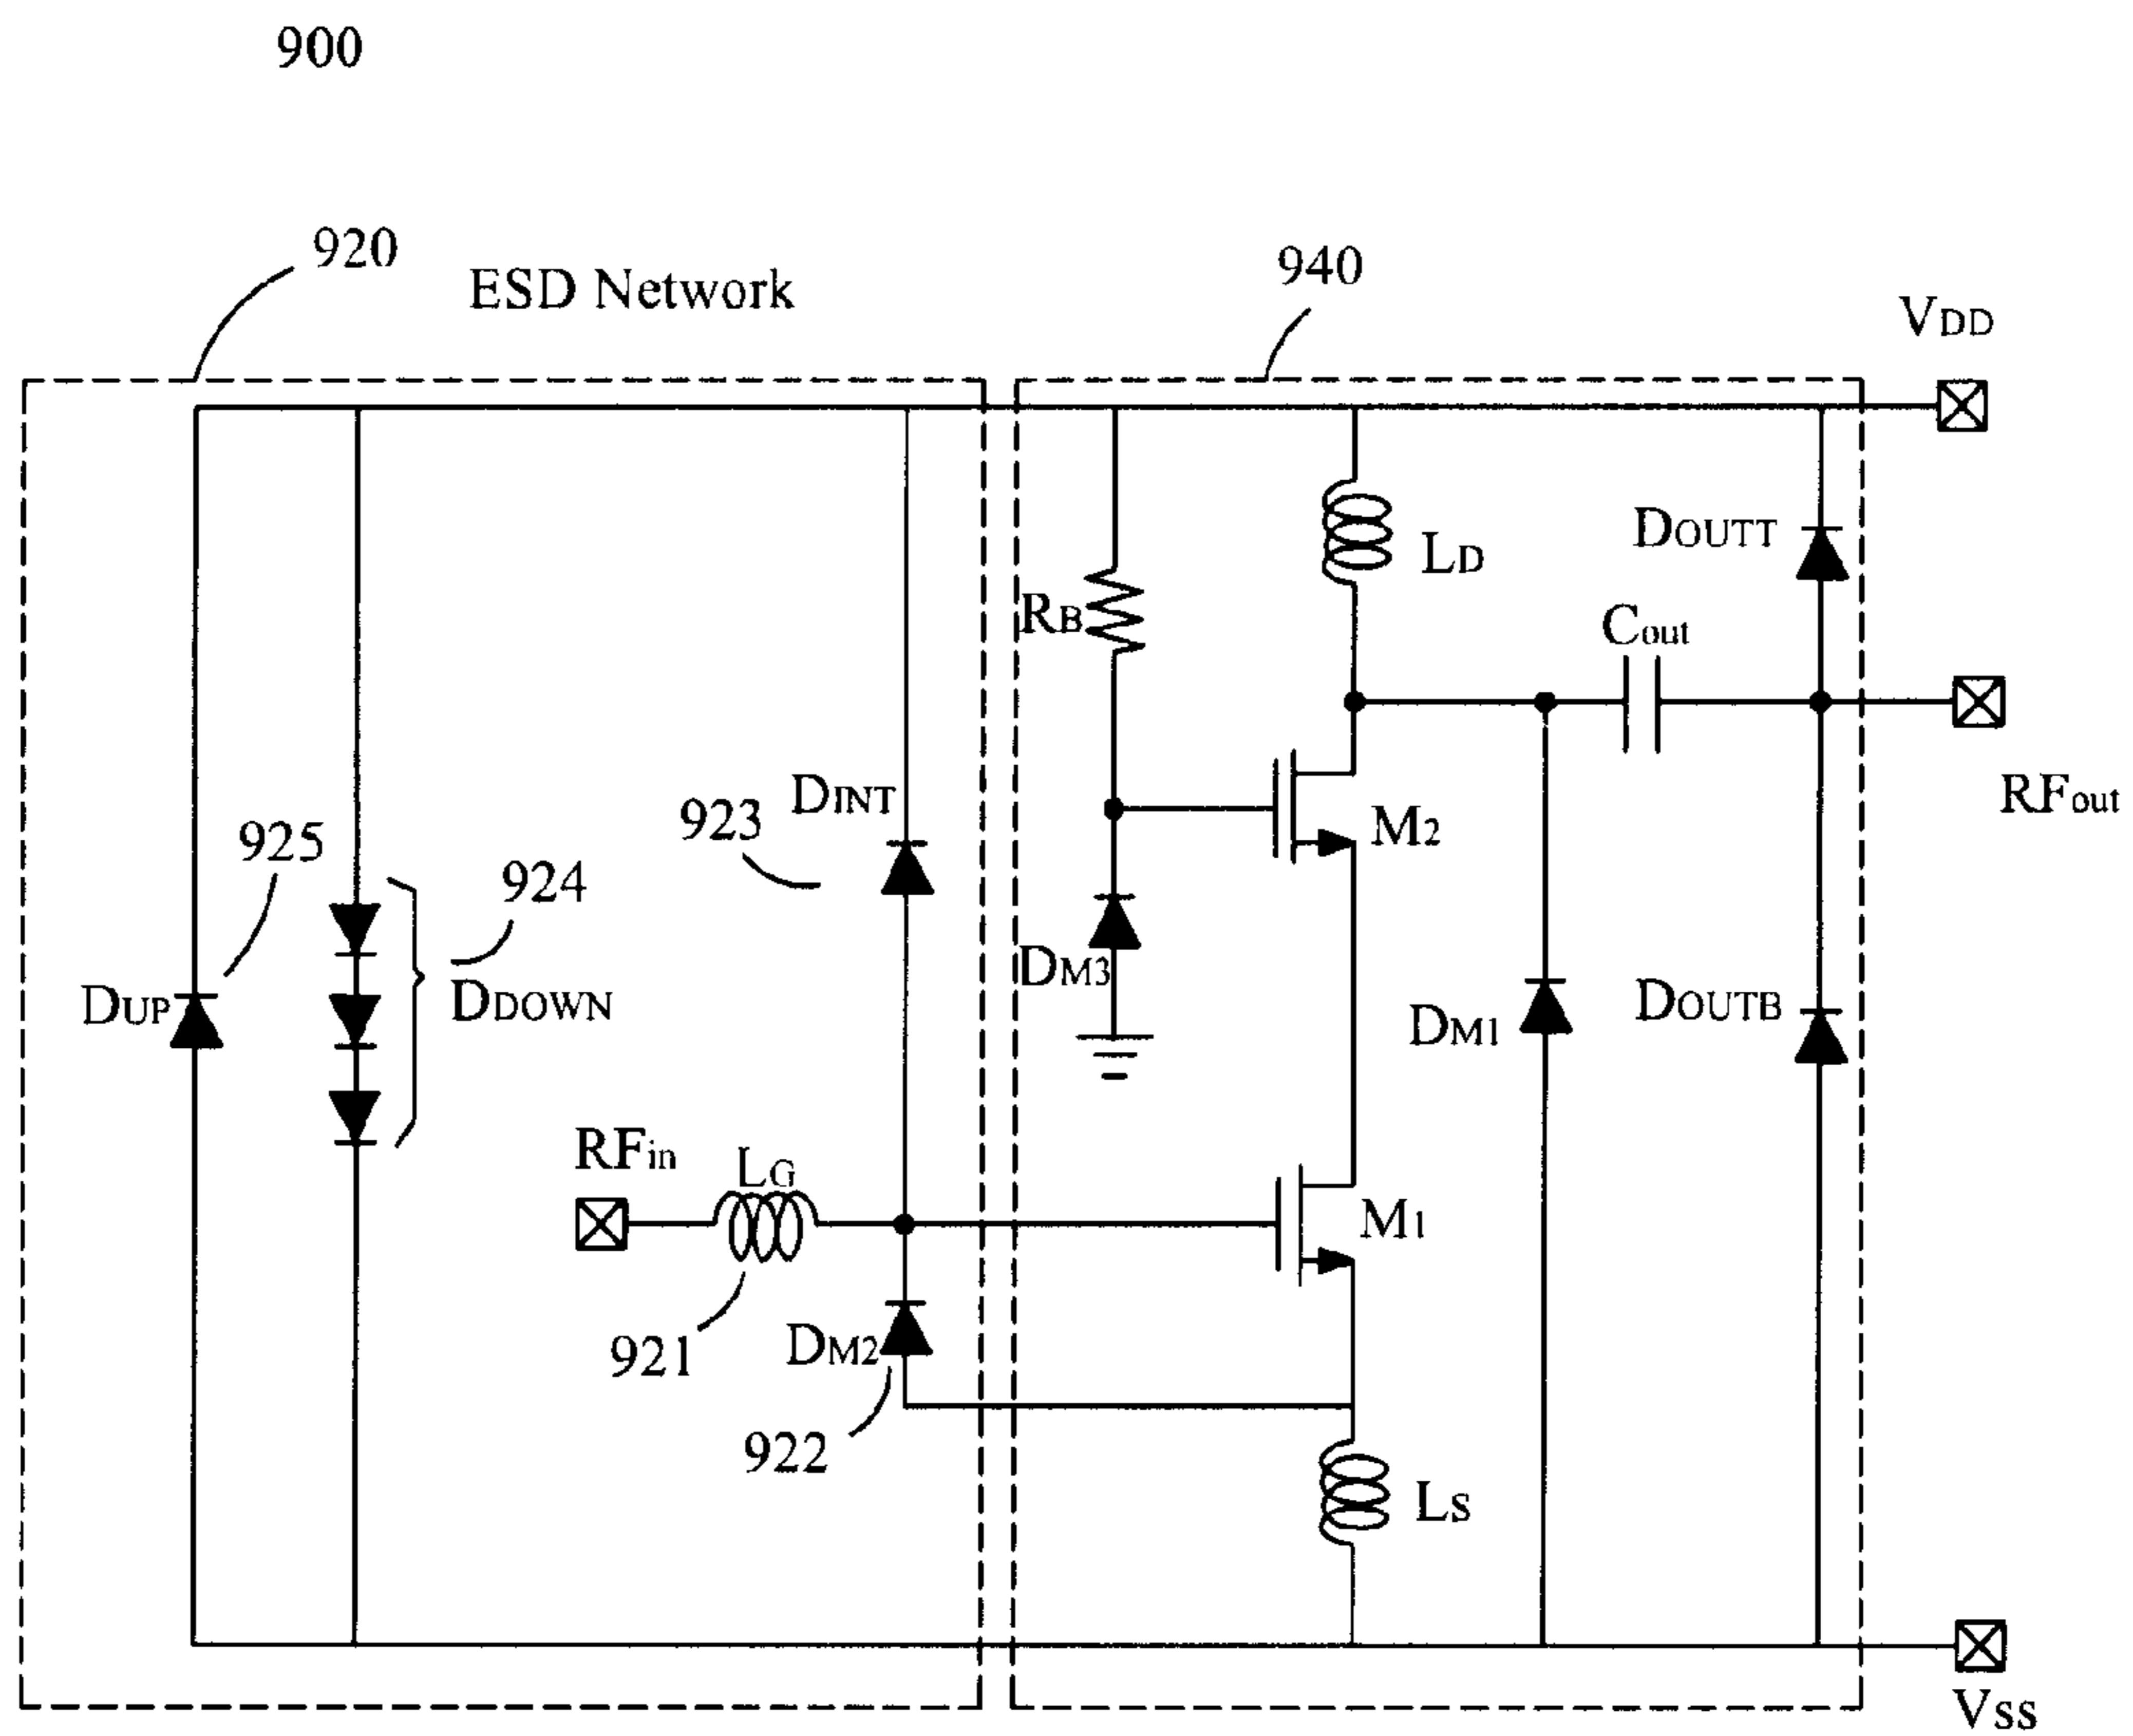 900
920
ESD Network
940
VDD
DOUTT
LD
RB
Cout
DINT
923
M2
RFout
925
924
DUP
DDOWN
DM3
DM1
DOUTB
RFin
LG
M1
921
DM2
922
LS
VSS